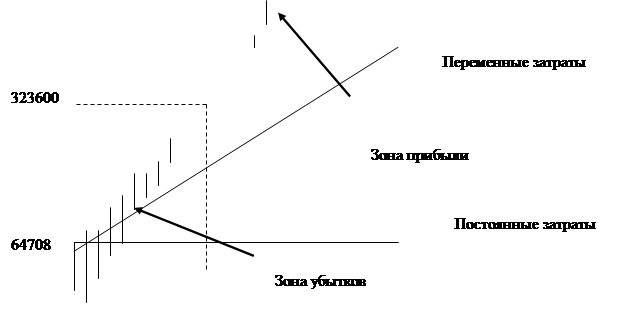 Переменные затраты
323600
Зона прибыли
Постоянные затраты
64708
Зона убытков